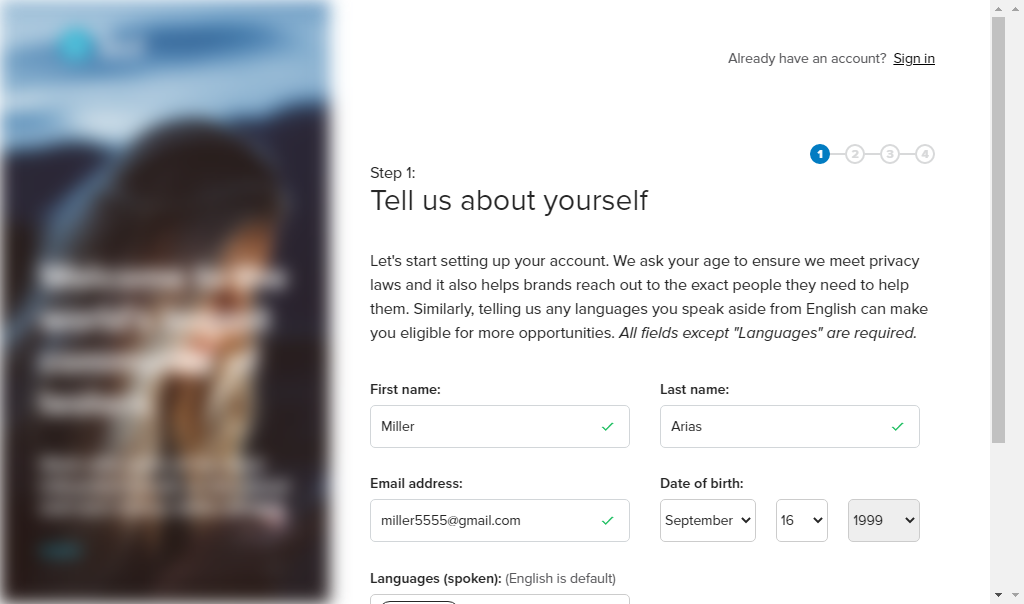 Already have an account? Sign in
1 2 3 4
Step 1:
Tell us about yourself
Let's start setting up your account. We ask your age to ensure we meet privacy
laws and it also helps brands reach out to the exact people they need to help
them. Similarly, telling us any languages you speak aside from English can make
you eligible for more opportunities. All fields except "Languages" are required.
First name: Last name:
Miller Arias
Email address: Date of birth:
miller5555@gmail.com September 16 1999
Languages (spoken): (English is default)